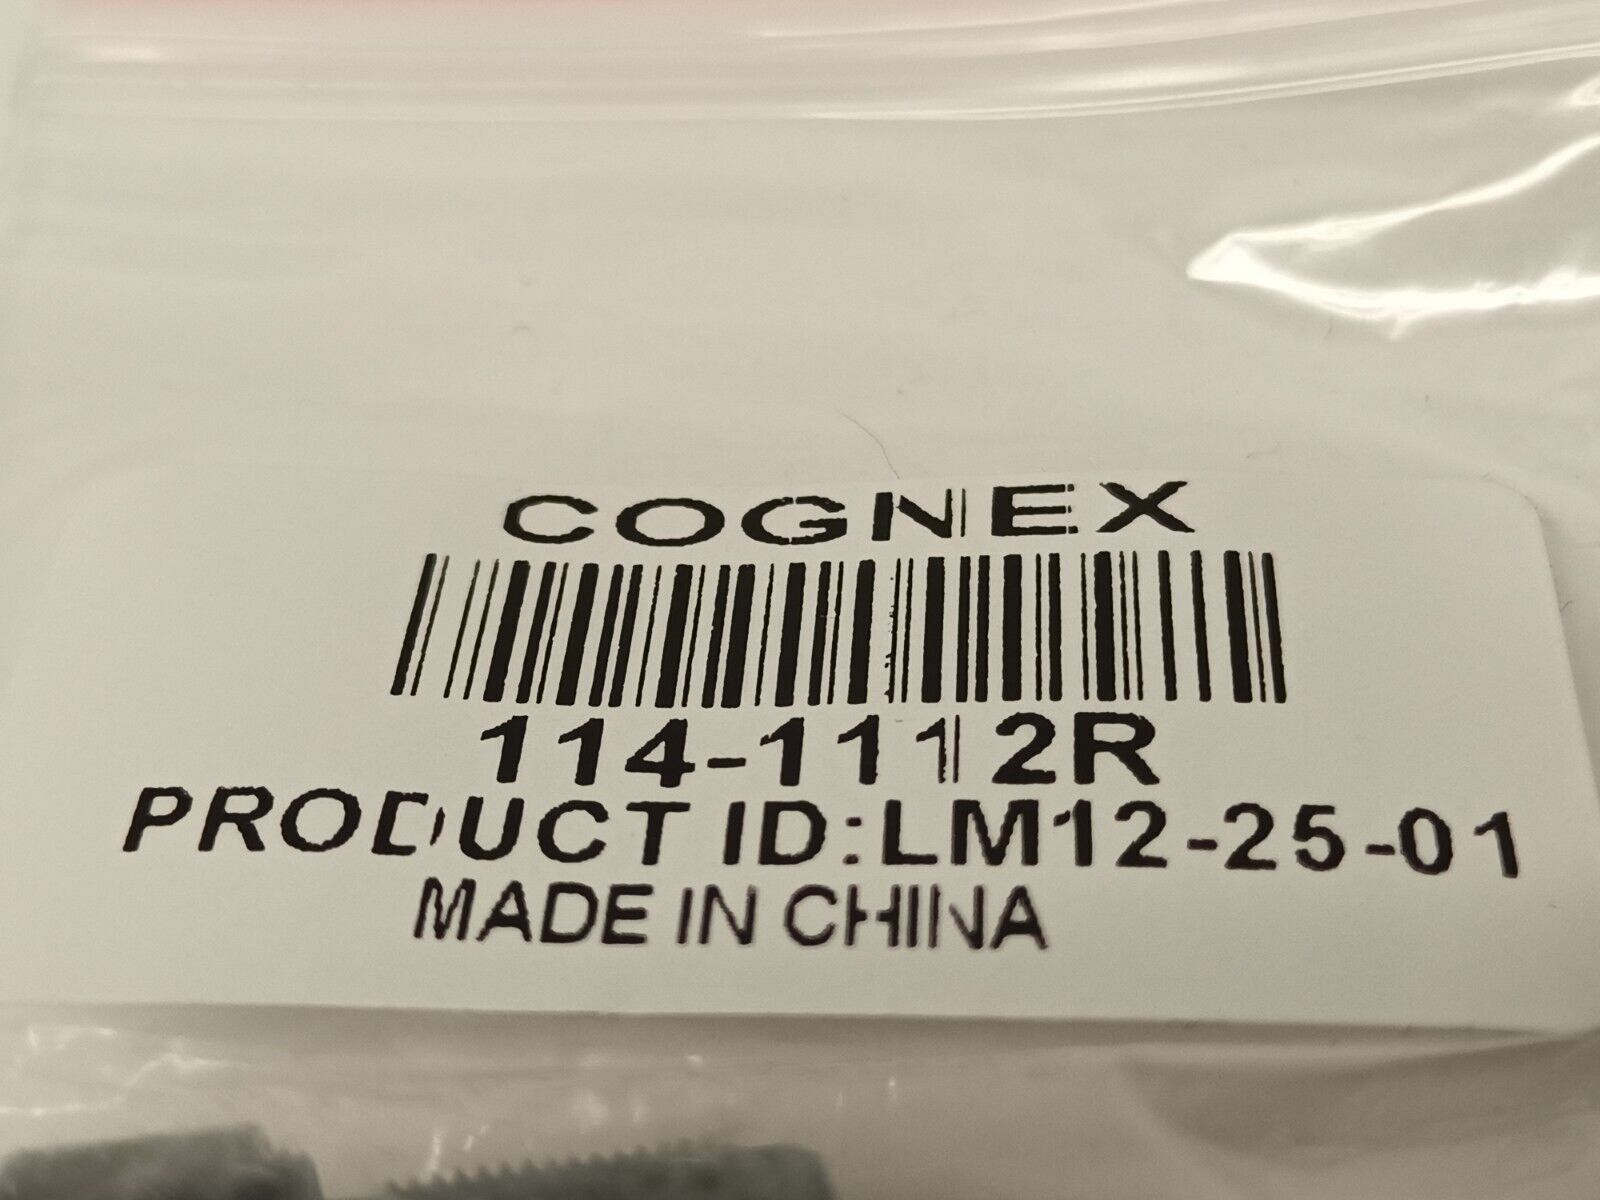 COGNEX
114-1112R
PRODUCT ID:LM12-25-01
MADE IN CHINA